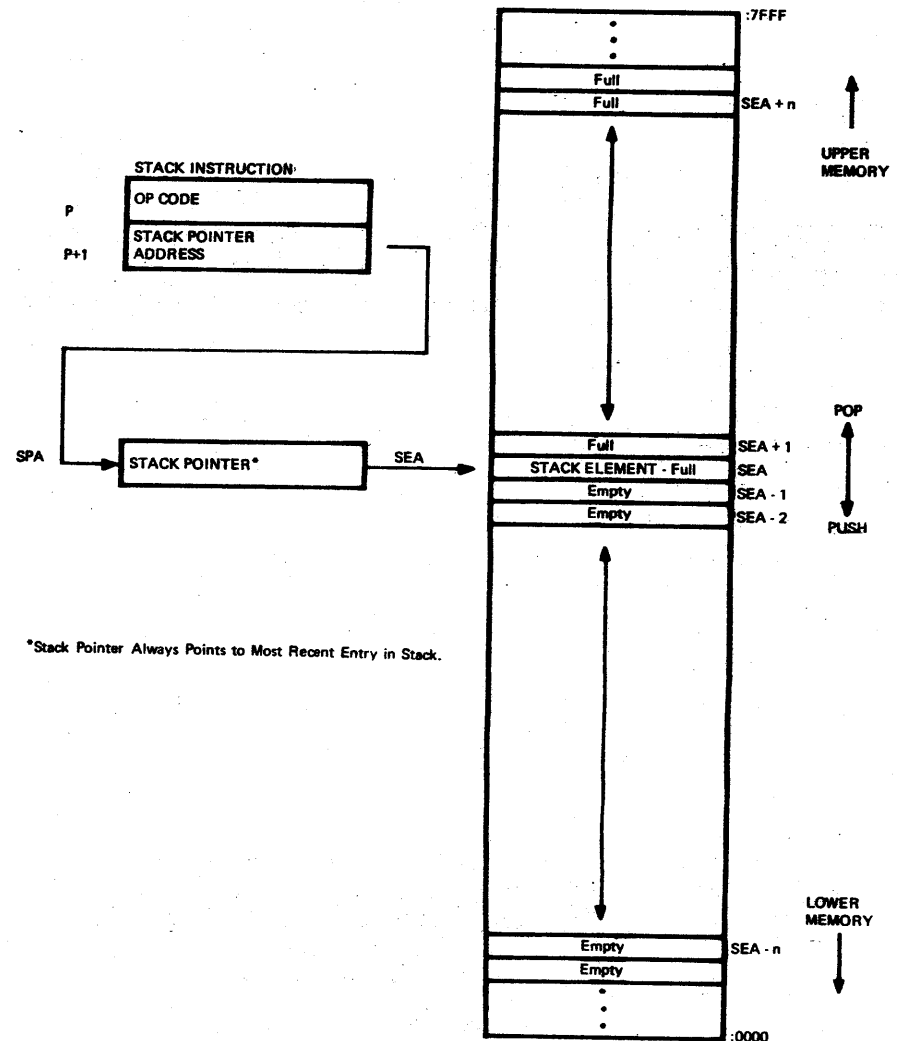 :7FFF
Full
Full
SEA + n
UPPER
MEMORY
STACK INSTRUCTION
P
OP CODE
P+1
STACK POINTER
ADDRESS
POP
Full
SEA + 1
SPA
STACK POINTER*
SEA
STACK ELEMENT - Full
SEA
Empty
SEA - 1
Empty
SEA - 2
PUSH
*Stack Pointer Always Points to Most Recent Entry in Stack.
LOWER
MEMORY
Empty
SEA - n
Empty
:0000